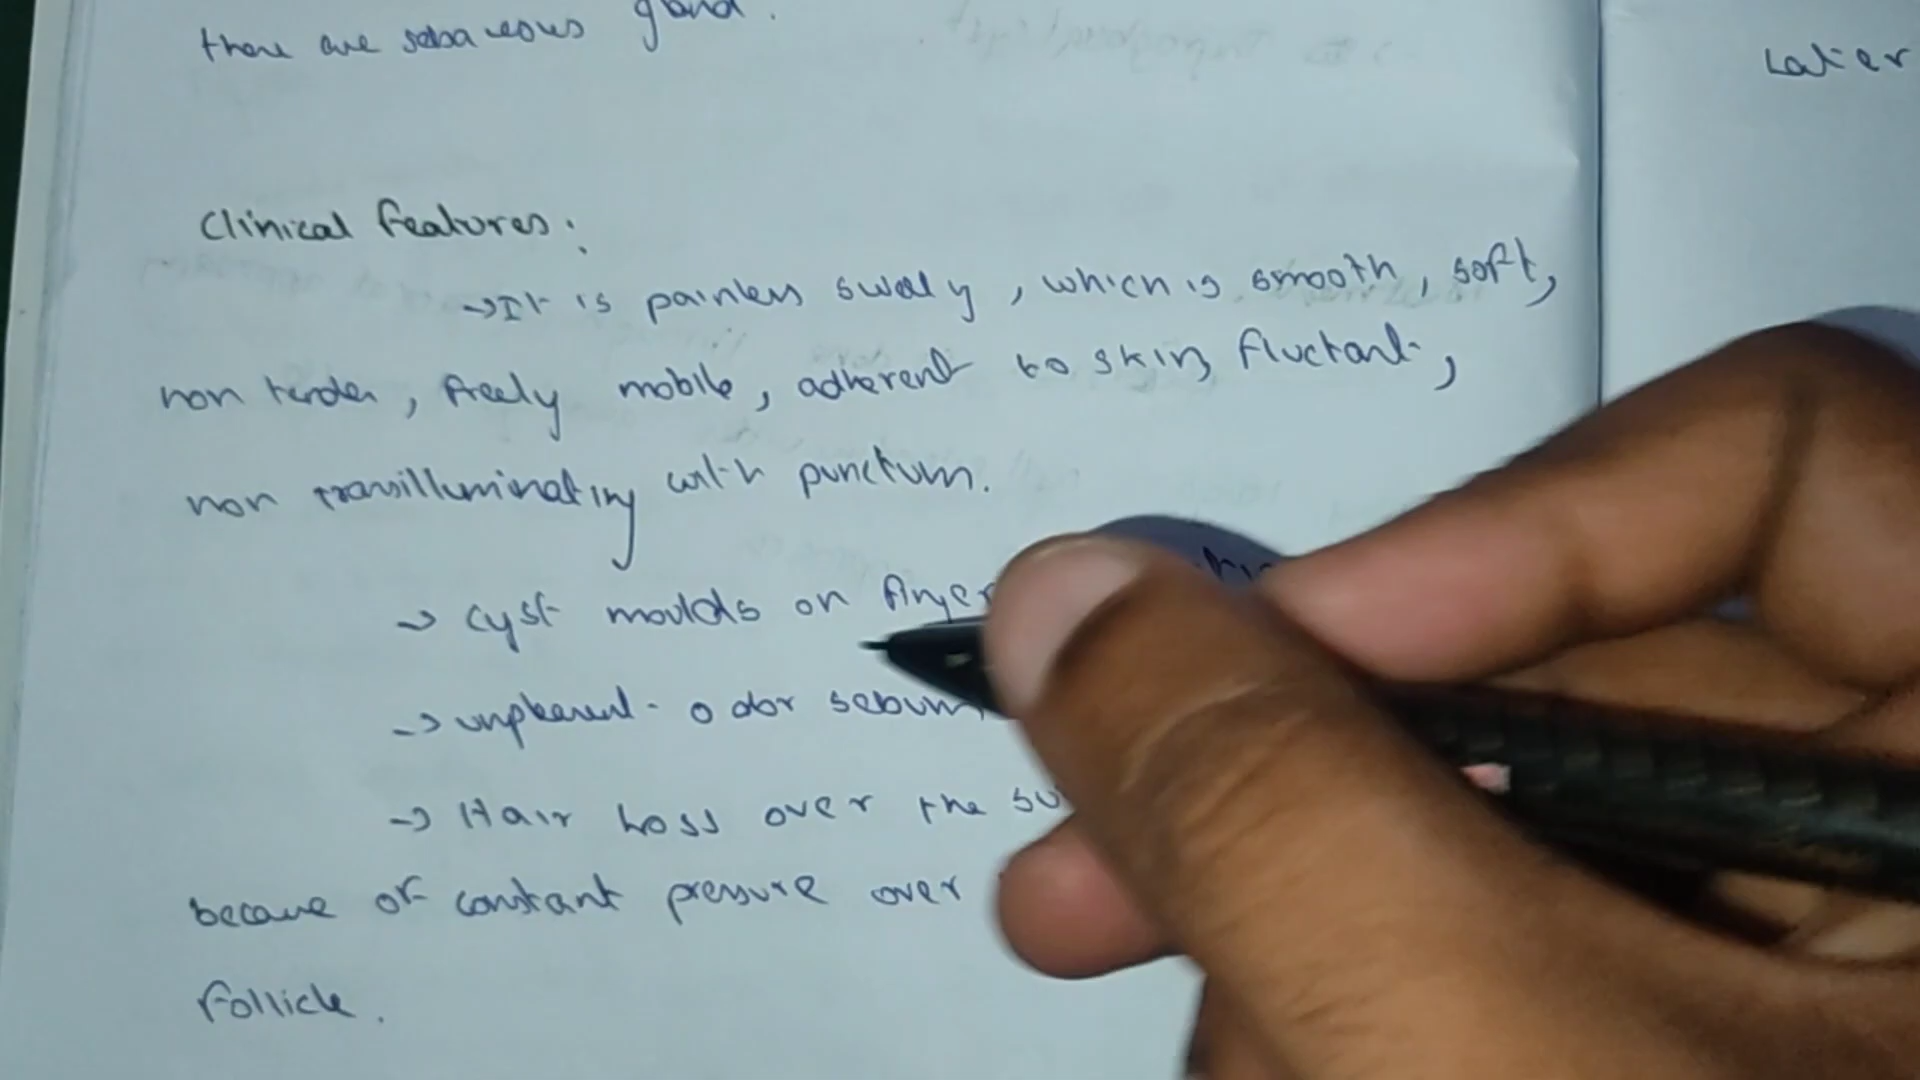 there are sebaceous gland.
Later
Clinical features:
→ It is painless swelly, which is smooth, soft,
non tender, freely mobile, adherent to skin, fluctant,
non transilluminating with punctum.
→ cyst moulds on finger
→ unpleasent odor sebum
→ Hair loss over the
because of constant pressure over
follicle.